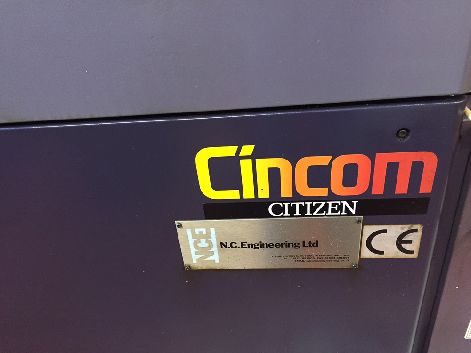 Cincom
CITIZEN
NCE
N.C. Engineering Ltd
CE